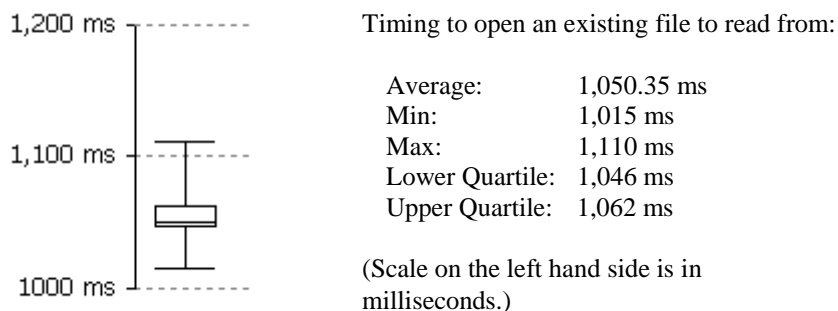 1,200 ms
1,100 ms
1000 ms
Timing to open an existing file to read from:
Average: 1,050.35 ms
Min: 1,015 ms
Max: 1,110 ms
Lower Quartile: 1,046 ms
Upper Quartile: 1,062 ms
(Scale on the left hand side is in
milliseconds.)